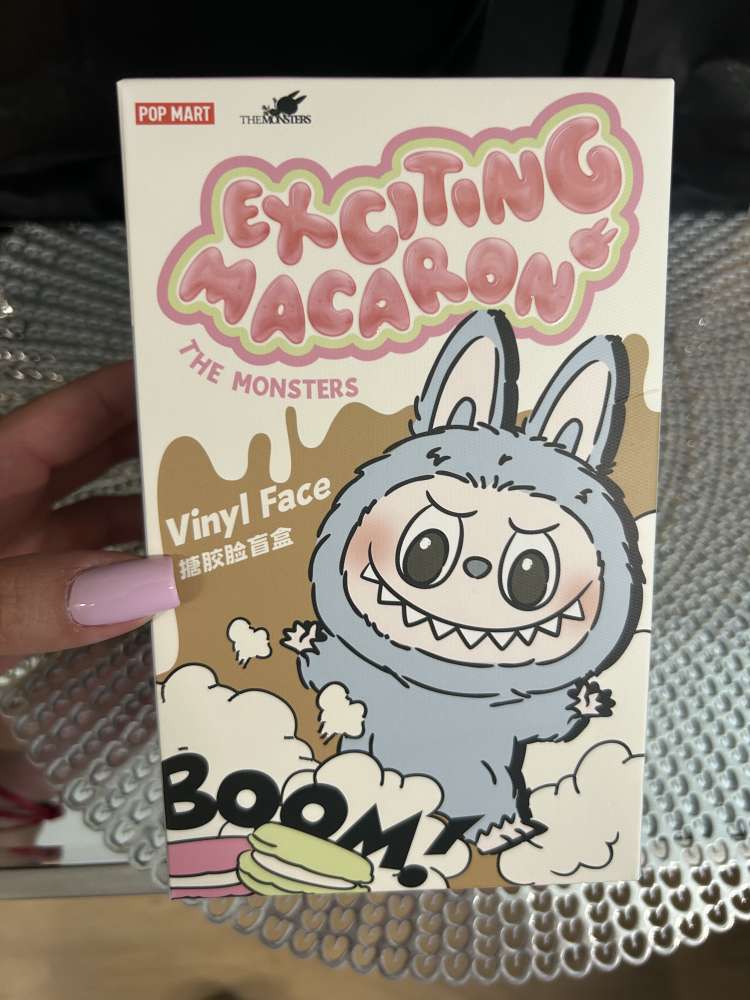 POP MART
THE MONSTERS
EXCITING
MACARON
THE MONSTERS
Vinyl Face
搪胶脸盲盒
BOOM!